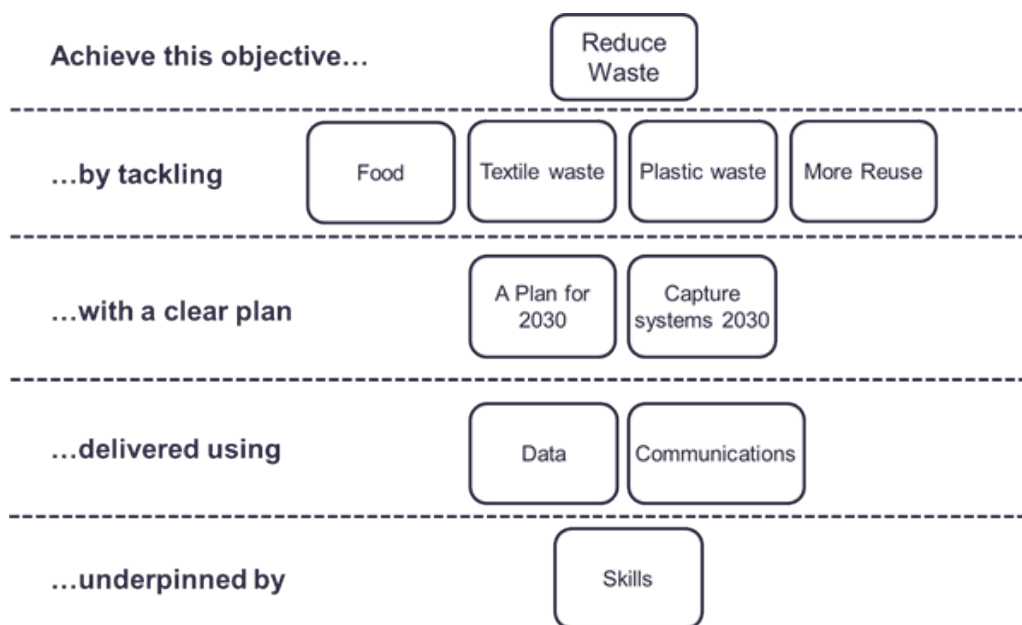 Achieve this objective…
Reduce
Waste
…by tackling
Food
Textile waste
Plastic waste
More Reuse
…with a clear plan
A Plan for
2030
Capture
systems 2030
…delivered using
Data
Communications
…underpinned by
Skills